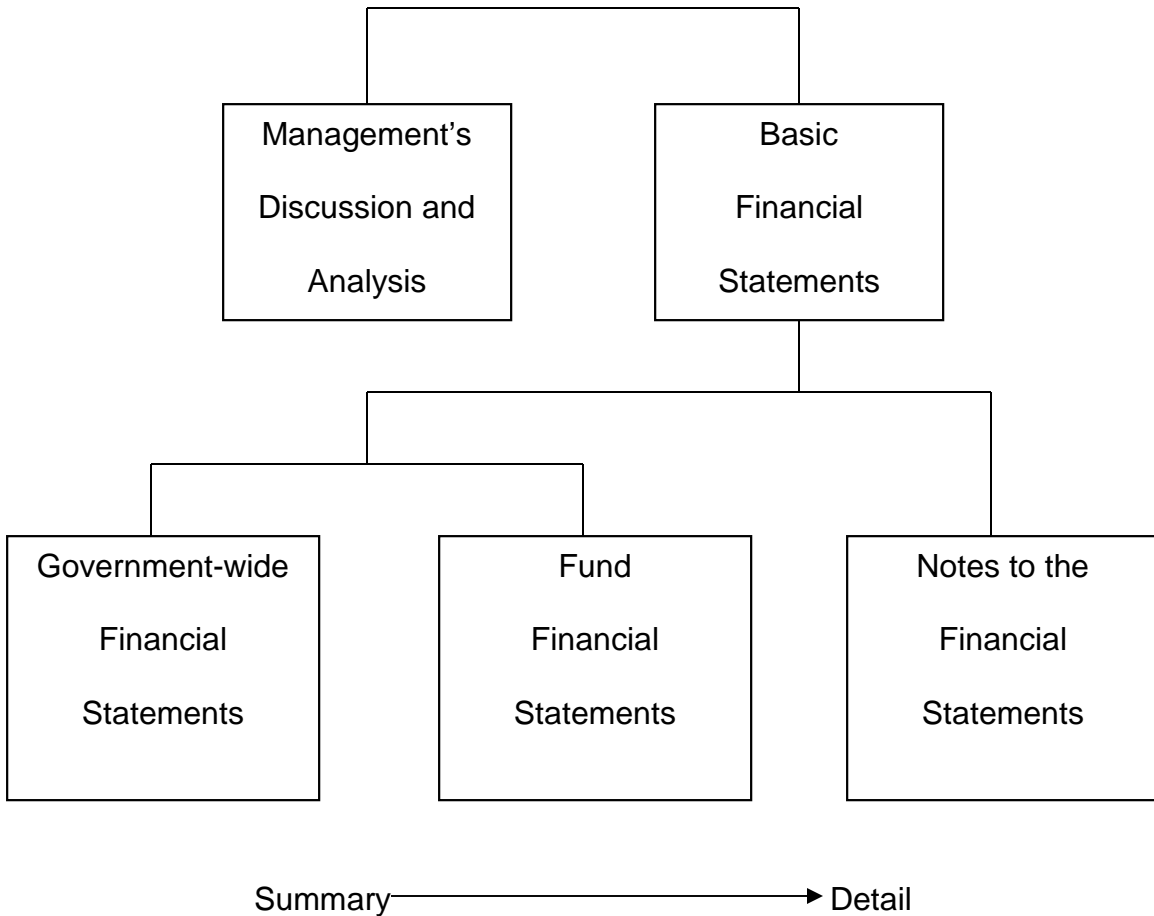 Management’s
Discussion and
Analysis
Basic
Financial
Statements
Government-wide
Financial
Statements
Fund
Financial
Statements
Notes to the
Financial
Statements
Summary
Detail